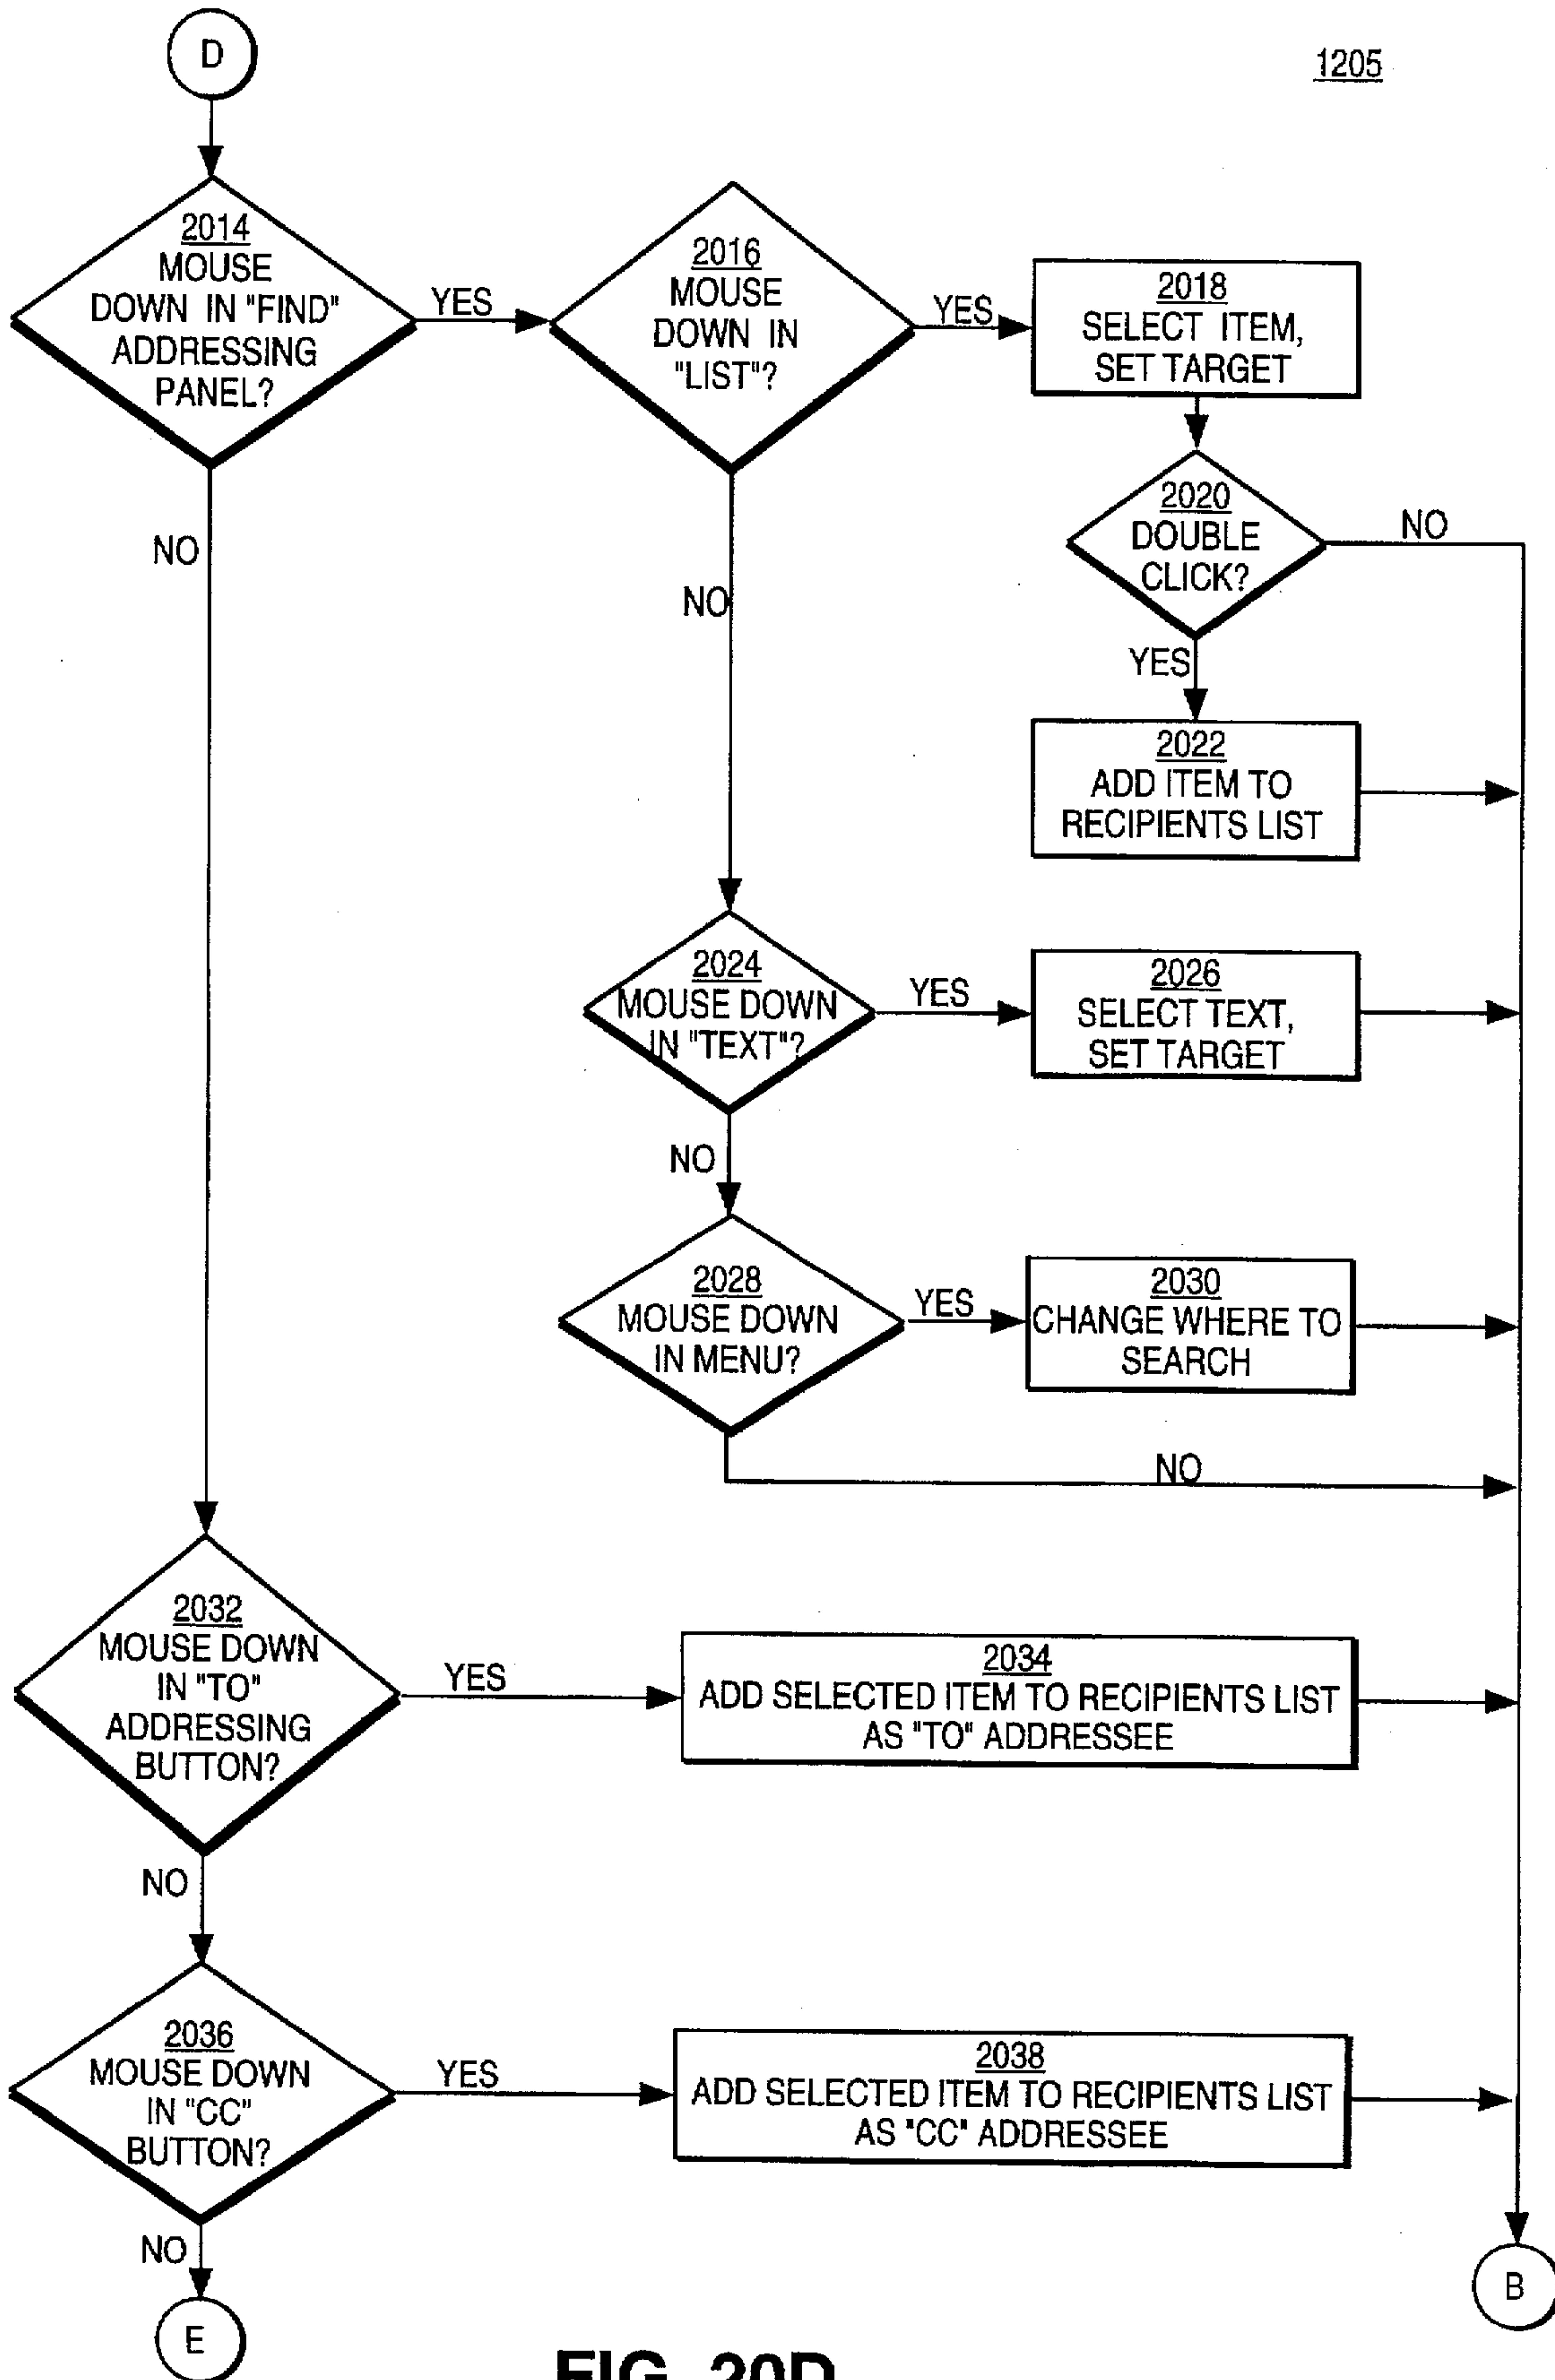 D
1205
2014
MOUSE
DOWN IN "FIND"
ADDRESSING
PANEL?
YES
2016
MOUSE
DOWN IN
"LIST"?
YES
2018
SELECT ITEM,
SET TARGET
2020
DOUBLE
CLICK?
NO
NO
NO
YES
2022
ADD ITEM TO
RECIPIENTS LIST
2024
MOUSE DOWN
IN "TEXT"?
YES
2026
SELECT TEXT,
SET TARGET
NO
2028
MOUSE DOWN
IN MENU?
YES
2030
CHANGE WHERE TO
SEARCH
NO
2032
MOUSE DOWN
IN "TO"
ADDRESSING
BUTTON?
YES
2034
ADD SELECTED ITEM TO RECIPIENTS LIST
AS "TO" ADDRESSEE
NO
2036
MOUSE DOWN
IN "CC"
BUTTON?
YES
2038
ADD SELECTED ITEM TO RECIPIENTS LIST
AS "CC" ADDRESSEE
NO
E
B
FIG. 20D